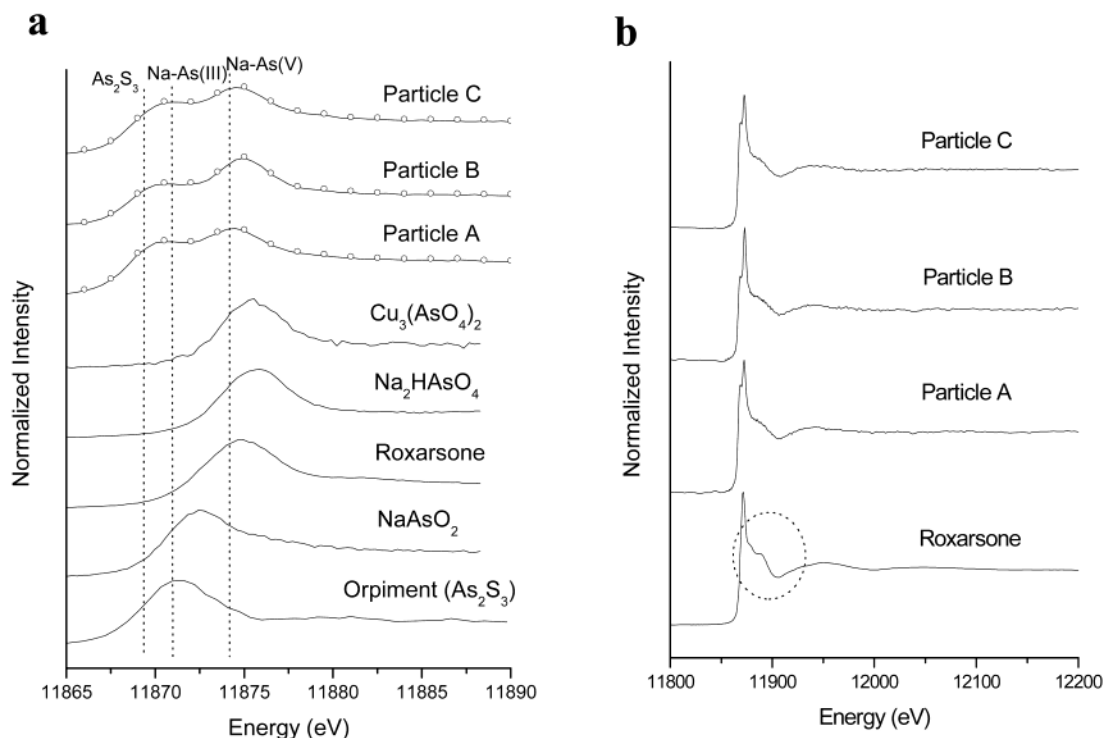 a
As₂S₃ Na-As(III) Na-As(V)
Particle C
Particle B
Particle A
Cu₃(AsO₄)₂
Na₂HAsO₄
Roxarsone
NaAsO₂
Orpiment (As₂S₃)
Normalized Intensity
11865 11870 11875 11880 11885 11890
Energy (eV)
b
Particle C
Particle B
Particle A
Roxarsone
Normalized Intensity
11800 11900 12000 12100 12200
Energy (eV)